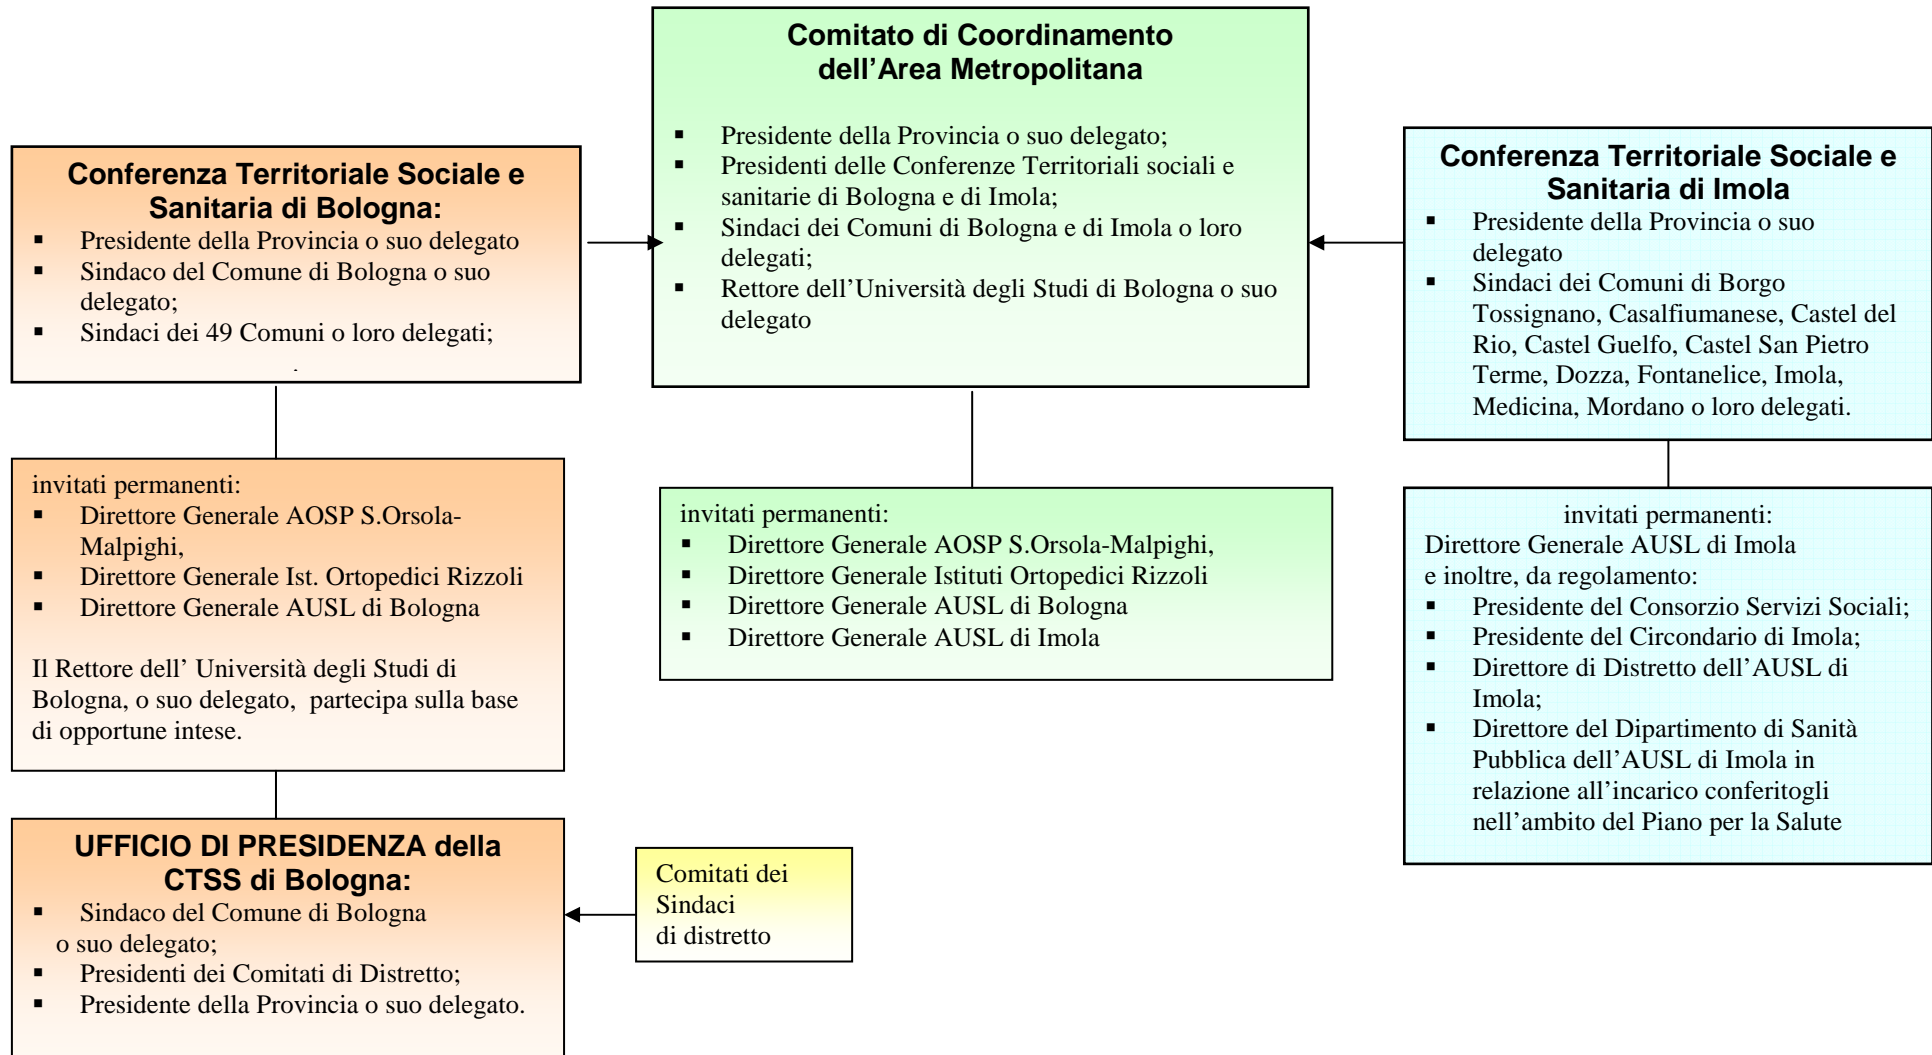 Comitato di Coordinamento
dell’Area Metropolitana
▪ Presidente della Provincia o suo delegato;
▪ Presidenti delle Conferenze Territoriali sociali e
sanitarie di Bologna e di Imola;
▪ Sindaci dei Comuni di Bologna e di Imola o loro
delegati;
▪ Rettore dell’Università degli Studi di Bologna o suo
delegato
Conferenza Territoriale Sociale e
Sanitaria di Bologna:
▪ Presidente della Provincia o suo delegato
▪ Sindaco del Comune di Bologna o suo
delegato;
▪ Sindaci dei 49 Comuni o loro delegati;
.
Conferenza Territoriale Sociale e
Sanitaria di Imola
▪ Presidente della Provincia o suo
delegato
▪ Sindaci dei Comuni di Borgo
Tossignano, Casalfiumanese, Castel del
Rio, Castel Guelfo, Castel San Pietro
Terme, Dozza, Fontanelice, Imola,
Medicina, Mordano o loro delegati.
invitati permanenti:
▪ Direttore Generale AOSP S.Orsola-
Malpighi,
▪ Direttore Generale Ist. Ortopedici Rizzoli
▪ Direttore Generale AUSL di Bologna
Il Rettore dell’ Università degli Studi di
Bologna, o suo delegato, partecipa sulla base
di opportune intese.
invitati permanenti:
▪ Direttore Generale AOSP S.Orsola-Malpighi,
▪ Direttore Generale Istituti Ortopedici Rizzoli
▪ Direttore Generale AUSL di Bologna
▪ Direttore Generale AUSL di Imola
invitati permanenti:
Direttore Generale AUSL di Imola
e inoltre, da regolamento:
▪ Presidente del Consorzio Servizi Sociali;
▪ Presidente del Circondario di Imola;
▪ Direttore di Distretto dell’AUSL di
Imola;
▪ Direttore del Dipartimento di Sanità
Pubblica dell’AUSL di Imola in
relazione all’incarico conferitogli
nell’ambito del Piano per la Salute
UFFICIO DI PRESIDENZA della
CTSS di Bologna:
▪ Sindaco del Comune di Bologna
o suo delegato;
▪ Presidenti dei Comitati di Distretto;
▪ Presidente della Provincia o suo delegato.
Comitati dei
Sindaci
di distretto